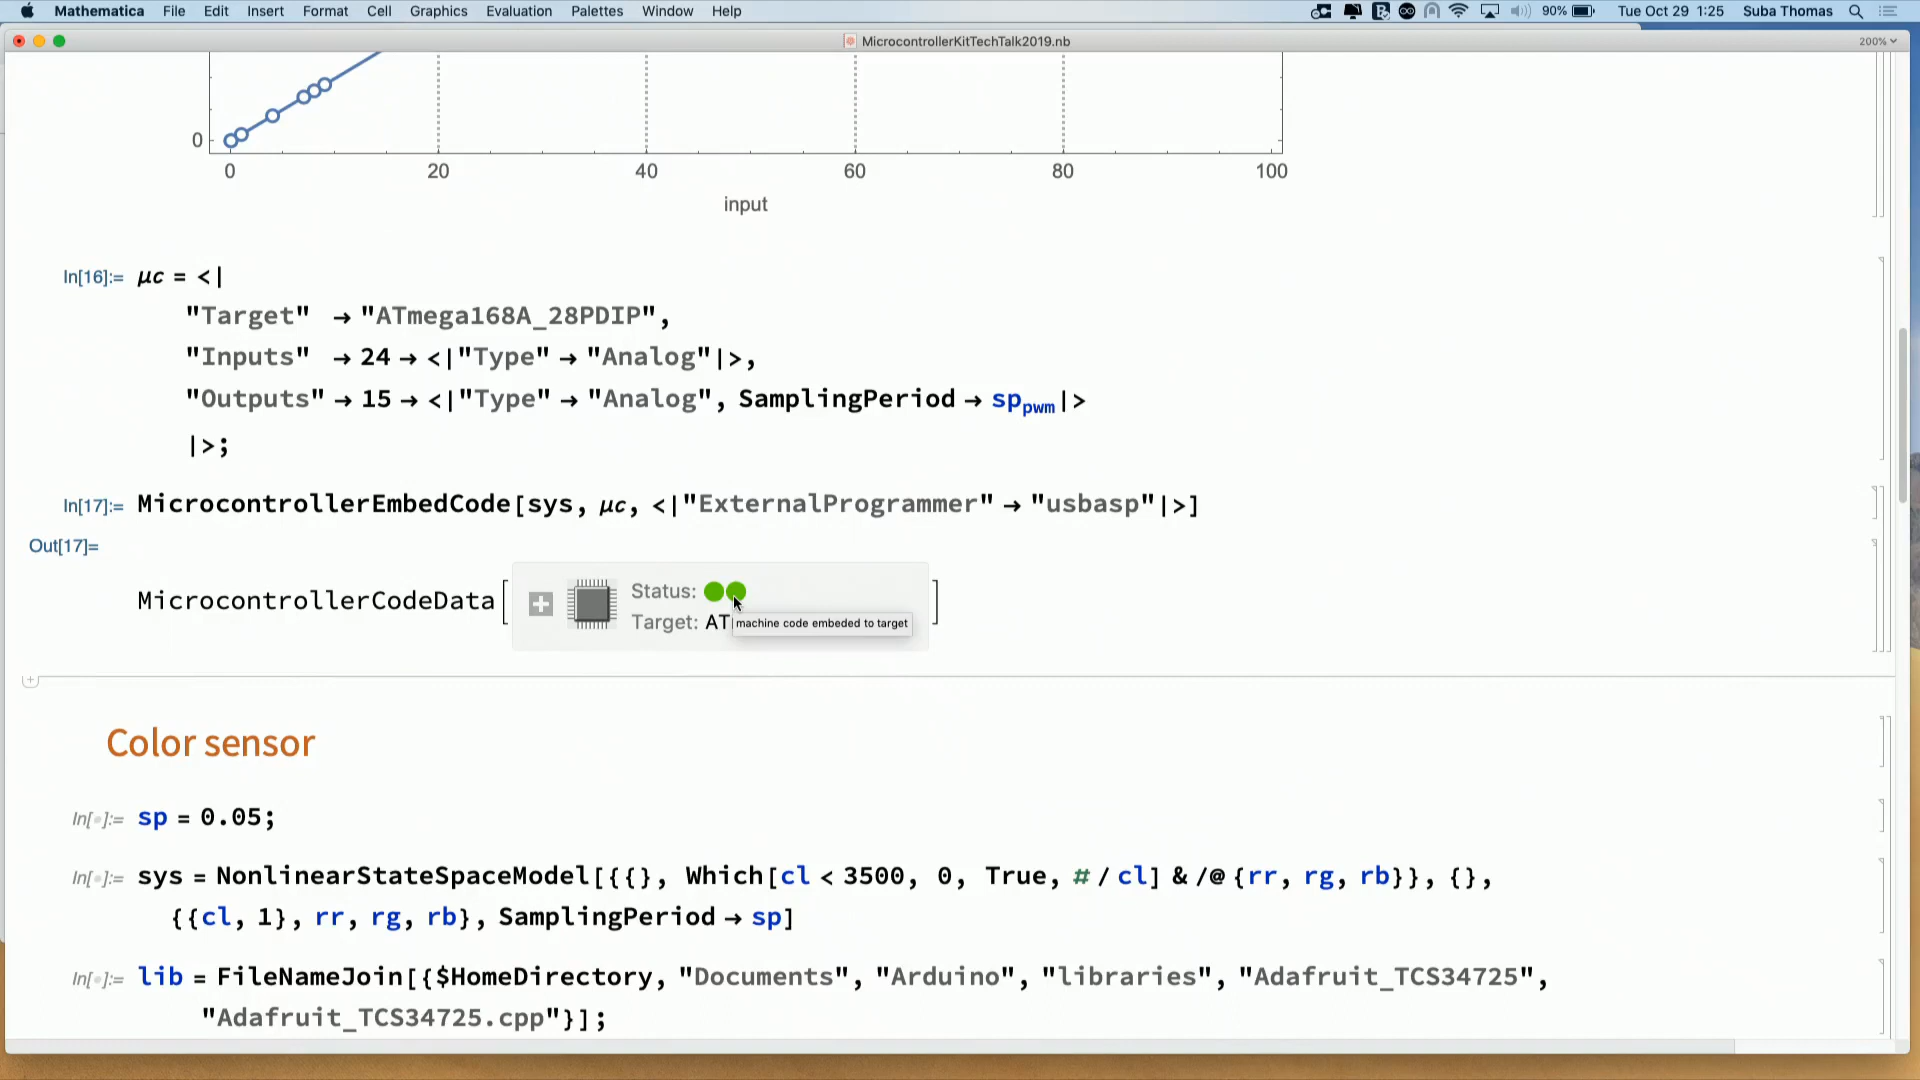 Mathematica File Edit Insert Format Cell Graphics Evaluation Palettes Window Help 90% Tue Oct 29 1:25 Suba Thomas
MicrocontrollerKitTechTalk2019.nb 200%
0
0 20 40 60 80 100
input
In[16]:= μc = <|
"Target" → "ATmega168A_28PDIP",
"Inputs" → 24 → <|"Type" → "Analog"|>,
"Outputs" → 15 → <|"Type" → "Analog", SamplingPeriod → sppwm|>
|>;
In[17]:= MicrocontrollerEmbedCode[sys, μc, <|"ExternalProgrammer" → "usbasp"|>]
Out[17]=
MicrocontrollerCodeData[
Status:
Target: AT
machine code embeded to target
]
Color sensor
In[•]:= sp = 0.05;
In[•]:= sys = NonlinearStateSpaceModel[{{}, Which[cl < 3500, 0, True, # / cl] & /@ {rr, rg, rb}}, {},
{{cl, 1}, rr, rg, rb}, SamplingPeriod → sp]
In[•]:= lib = FileNameJoin[{$HomeDirectory, "Documents", "Arduino", "libraries", "Adafruit_TCS34725",
"Adafruit_TCS34725.cpp"}];